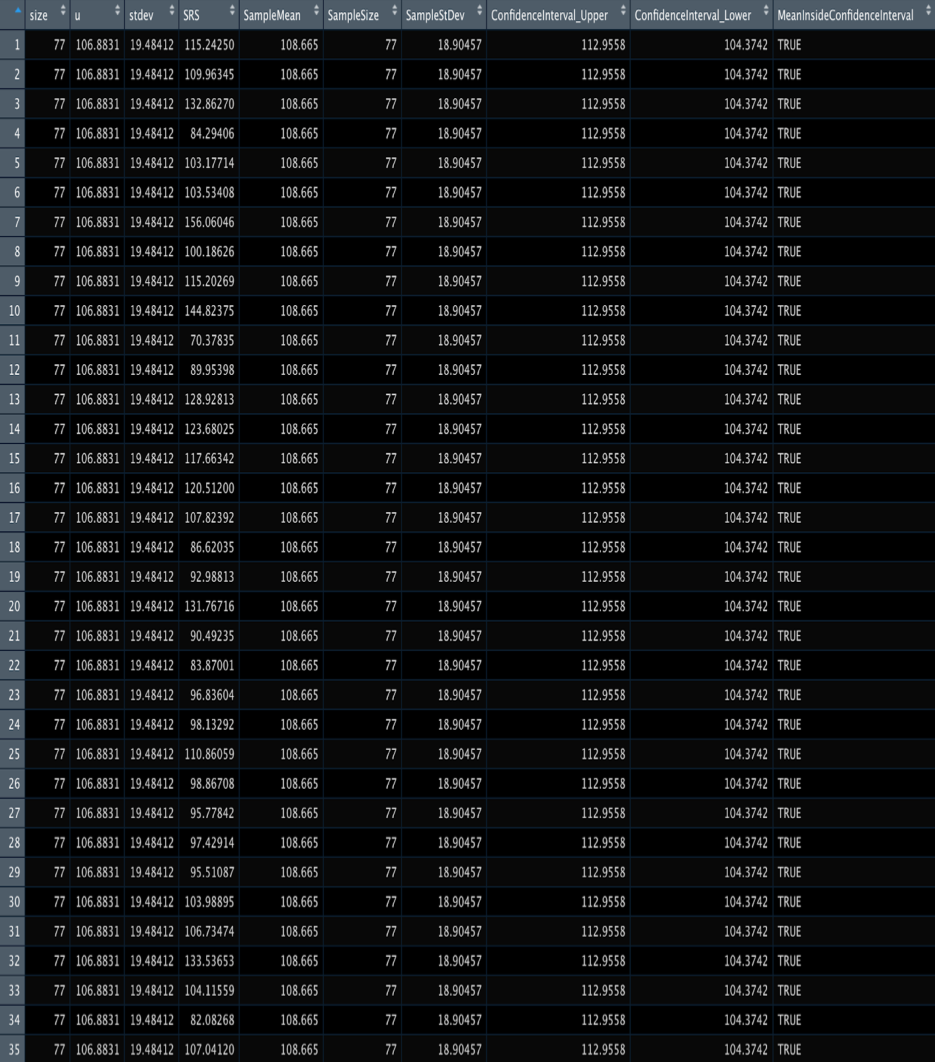 size u stdev SRS SampleMean SampleSize SampleStDev ConfidenceInterval_Upper ConfidenceInterval_Lower MeanInsideConfidenceInterval
1 77 106.8831 19.48412 115.24250 108.665 77 18.90457 112.9558 104.3742 TRUE
2 77 106.8831 19.48412 109.96345 108.665 77 18.90457 112.9558 104.3742 TRUE
3 77 106.8831 19.48412 132.86270 108.665 77 18.90457 112.9558 104.3742 TRUE
4 77 106.8831 19.48412 84.29406 108.665 77 18.90457 112.9558 104.3742 TRUE
5 77 106.8831 19.48412 103.17714 108.665 77 18.90457 112.9558 104.3742 TRUE
6 77 106.8831 19.48412 103.53408 108.665 77 18.90457 112.9558 104.3742 TRUE
7 77 106.8831 19.48412 156.06046 108.665 77 18.90457 112.9558 104.3742 TRUE
8 77 106.8831 19.48412 100.18626 108.665 77 18.90457 112.9558 104.3742 TRUE
9 77 106.8831 19.48412 115.20269 108.665 77 18.90457 112.9558 104.3742 TRUE
10 77 106.8831 19.48412 144.82375 108.665 77 18.90457 112.9558 104.3742 TRUE
11 77 106.8831 19.48412 70.37835 108.665 77 18.90457 112.9558 104.3742 TRUE
12 77 106.8831 19.48412 89.95398 108.665 77 18.90457 112.9558 104.3742 TRUE
13 77 106.8831 19.48412 128.92813 108.665 77 18.90457 112.9558 104.3742 TRUE
14 77 106.8831 19.48412 123.68025 108.665 77 18.90457 112.9558 104.3742 TRUE
15 77 106.8831 19.48412 117.66342 108.665 77 18.90457 112.9558 104.3742 TRUE
16 77 106.8831 19.48412 120.51200 108.665 77 18.90457 112.9558 104.3742 TRUE
17 77 106.8831 19.48412 107.82392 108.665 77 18.90457 112.9558 104.3742 TRUE
18 77 106.8831 19.48412 86.62035 108.665 77 18.90457 112.9558 104.3742 TRUE
19 77 106.8831 19.48412 92.98813 108.665 77 18.90457 112.9558 104.3742 TRUE
20 77 106.8831 19.48412 131.76716 108.665 77 18.90457 112.9558 104.3742 TRUE
21 77 106.8831 19.48412 90.49235 108.665 77 18.90457 112.9558 104.3742 TRUE
22 77 106.8831 19.48412 83.87001 108.665 77 18.90457 112.9558 104.3742 TRUE
23 77 106.8831 19.48412 96.83604 108.665 77 18.90457 112.9558 104.3742 TRUE
24 77 106.8831 19.48412 98.13292 108.665 77 18.90457 112.9558 104.3742 TRUE
25 77 106.8831 19.48412 110.86059 108.665 77 18.90457 112.9558 104.3742 TRUE
26 77 106.8831 19.48412 98.86708 108.665 77 18.90457 112.9558 104.3742 TRUE
27 77 106.8831 19.48412 95.77842 108.665 77 18.90457 112.9558 104.3742 TRUE
28 77 106.8831 19.48412 97.42914 108.665 77 18.90457 112.9558 104.3742 TRUE
29 77 106.8831 19.48412 95.51087 108.665 77 18.90457 112.9558 104.3742 TRUE
30 77 106.8831 19.48412 103.98895 108.665 77 18.90457 112.9558 104.3742 TRUE
31 77 106.8831 19.48412 106.73474 108.665 77 18.90457 112.9558 104.3742 TRUE
32 77 106.8831 19.48412 133.53653 108.665 77 18.90457 112.9558 104.3742 TRUE
33 77 106.8831 19.48412 104.11559 108.665 77 18.90457 112.9558 104.3742 TRUE
34 77 106.8831 19.48412 82.08268 108.665 77 18.90457 112.9558 104.3742 TRUE
35 77 106.8831 19.48412 107.04120 108.665 77 18.90457 112.9558 104.3742 TRUE